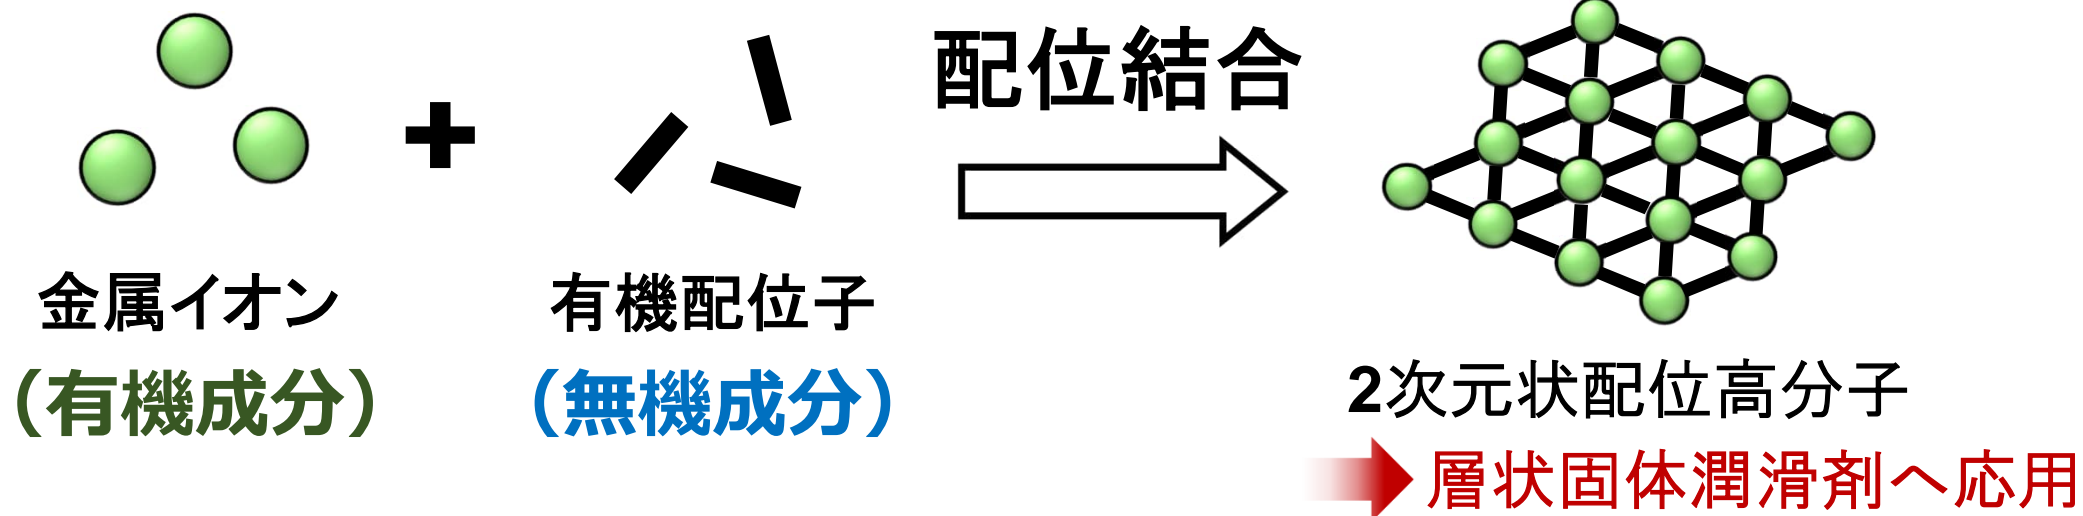 配位結合
金属イオン
(有機成分)
有機配位子
(無機成分)
2次元状配位高分子
層状固体潤滑剤へ応用